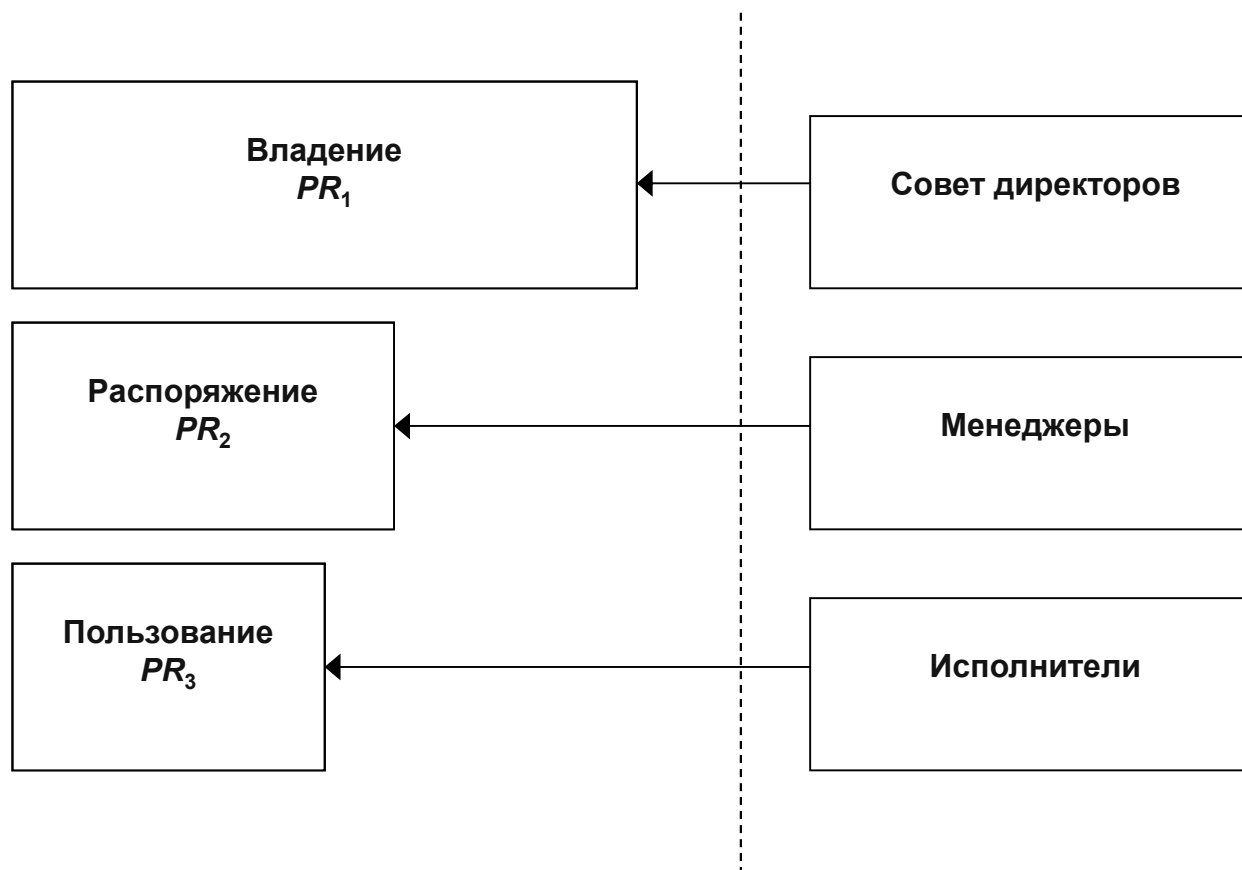 Владение
PR₁
Совет директоров
Распоряжение
PR₂
Менеджеры
Пользование
PR₃
Исполнители